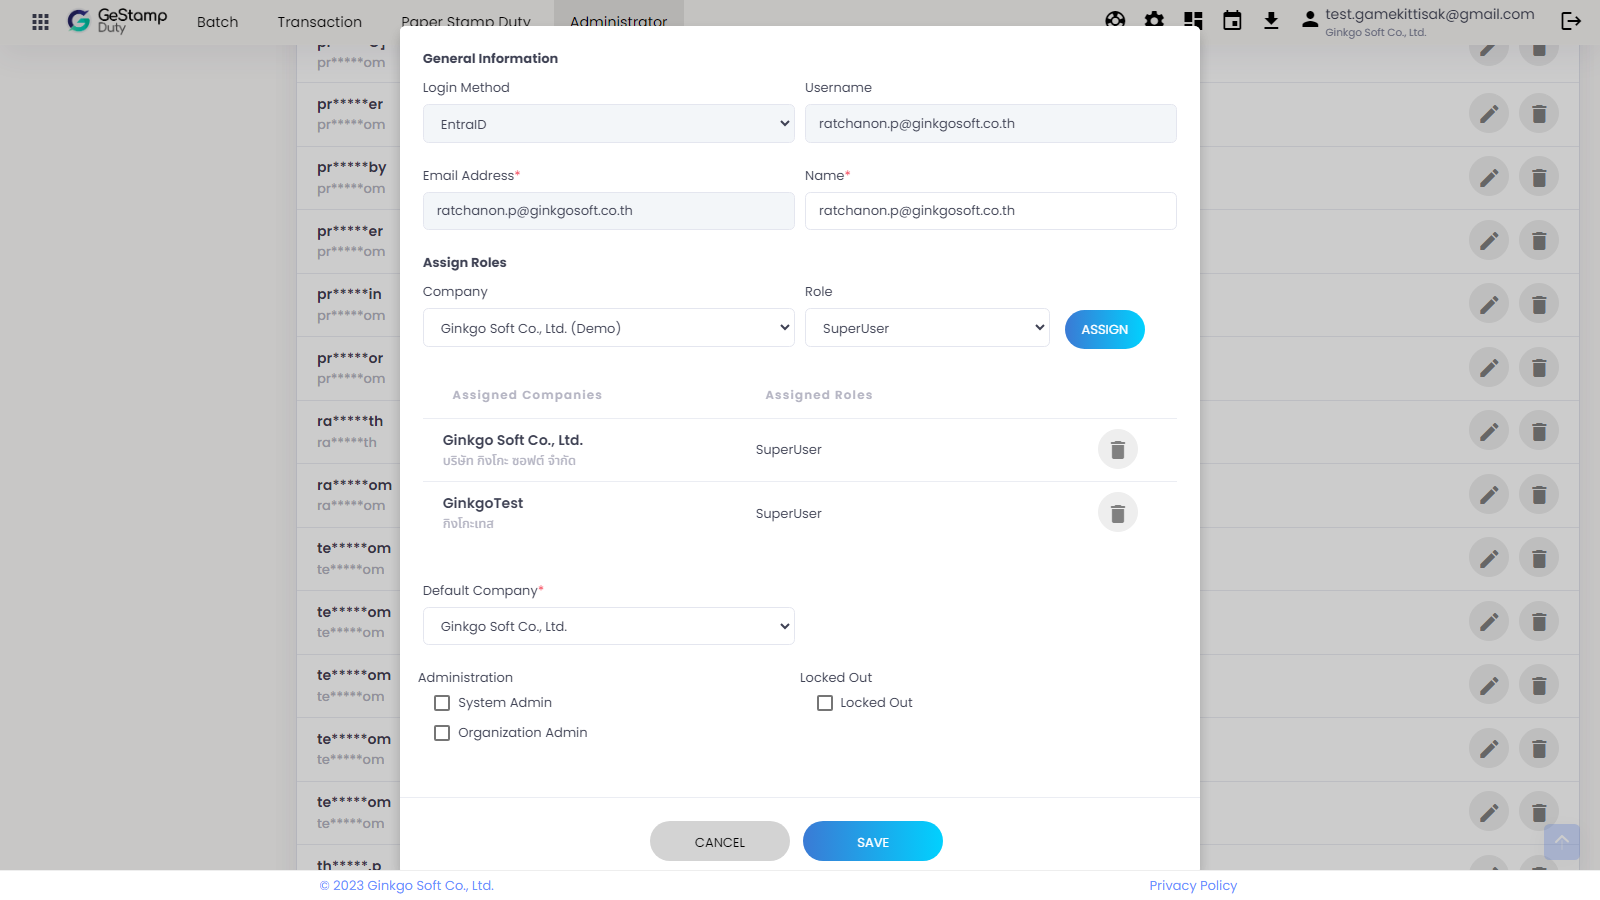 GeStamp
Duty
Batch
Transaction
Paper Stamp Duty
Administrator
test.gamekittisak@gmail.com
Ginkgo Soft Co., Ltd.
pr*****om
pr*****er
pr*****om
pr*****by
pr*****om
pr*****er
pr*****om
pr*****in
pr*****om
pr*****or
pr*****om
ra*****th
ra*****th
ra*****om
ra*****om
te*****om
te*****om
te*****om
te*****om
te*****om
te*****om
te*****om
te*****om
te*****om
te*****om
th*****.p
General Information
Login Method
Username
EntraID
ratchanon.p@ginkgosoft.co.th
Email Address*
Name*
ratchanon.p@ginkgosoft.co.th
ratchanon.p@ginkgosoft.co.th
Assign Roles
Company
Role
Ginkgo Soft Co., Ltd. (Demo)
SuperUser
ASSIGN
Assigned Companies
Assigned Roles
Ginkgo Soft Co., Ltd.
บริษัท กิงโกะ ซอฟต์ จำกัด
SuperUser
GinkgoTest
กิงโกะเทส
SuperUser
Default Company*
Ginkgo Soft Co., Ltd.
Administration
Locked Out
System Admin
Locked Out
Organization Admin
CANCEL
SAVE
© 2023 Ginkgo Soft Co., Ltd.
Privacy Policy